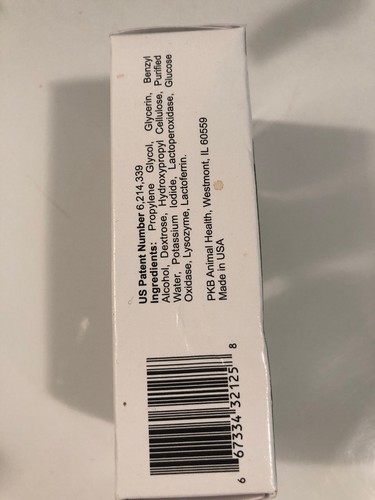 US Patent Number 6,214,339
Ingredients: Propylene Glycol, Glycerin, Benzyl
Alcohol, Dextrose, Hydroxypropyl Cellulose, Purified
Water, Potassium Iodide, Lactoperoxidase, Glucose
Oxidase, Lysozyme, Lactoferrin.
PKB Animal Health, Westmont, IL 60559
Made in USA
6 67334 32125 8